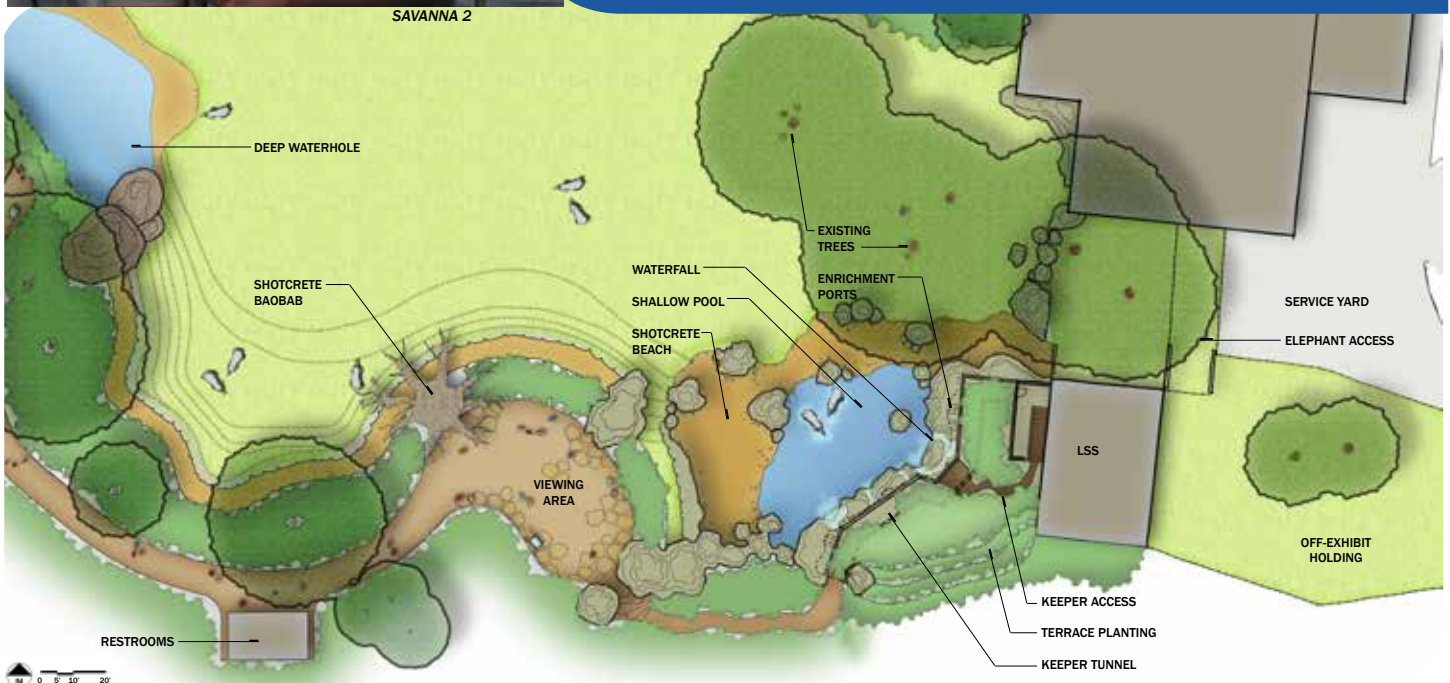 SAVANNA 2
DEEP WATERHOLE
EXISTING
TREES
WATERFALL
ENRICHMENT
PORTS
SHOTCRETE
BAOBAB
SHALLOW POOL
SERVICE YARD
SHOTCRETE
BEACH
ELEPHANT ACCESS
LSS
VIEWING
AREA
OFF-EXHIBIT
HOLDING
KEEPER ACCESS
TERRACE PLANTING
RESTROOMS
KEEPER TUNNEL
N
0 5' 10' 20'